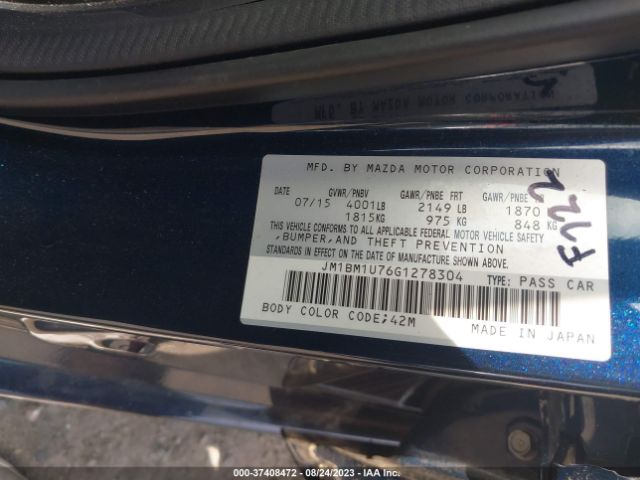 MFD. BY MAZDA MOTOR CORPORATION
DATE GVWR/PNBV GAWR/PNBE FRT GAWR/PNBE
07/15 4001LB 2149 LB 1870
1815KG 975 KG 848 KG
THIS VEHICLE CONFORMS TO ALL APPLICABLE FEDERAL MOTOR VEHICLE SAFETY
,BUMPER,AND THEFT PREVENTION
STANDARDS IN EFFECT ON THE DATE OF MANUFACTURE SHOWN ABOVE.
JM1BM1U76G1278304 TYPE: PASS CAR
BODY COLOR CODE;42M
MADE IN JAPAN
F722
000-37408472 - 08/24/2023 - IAA Inc.